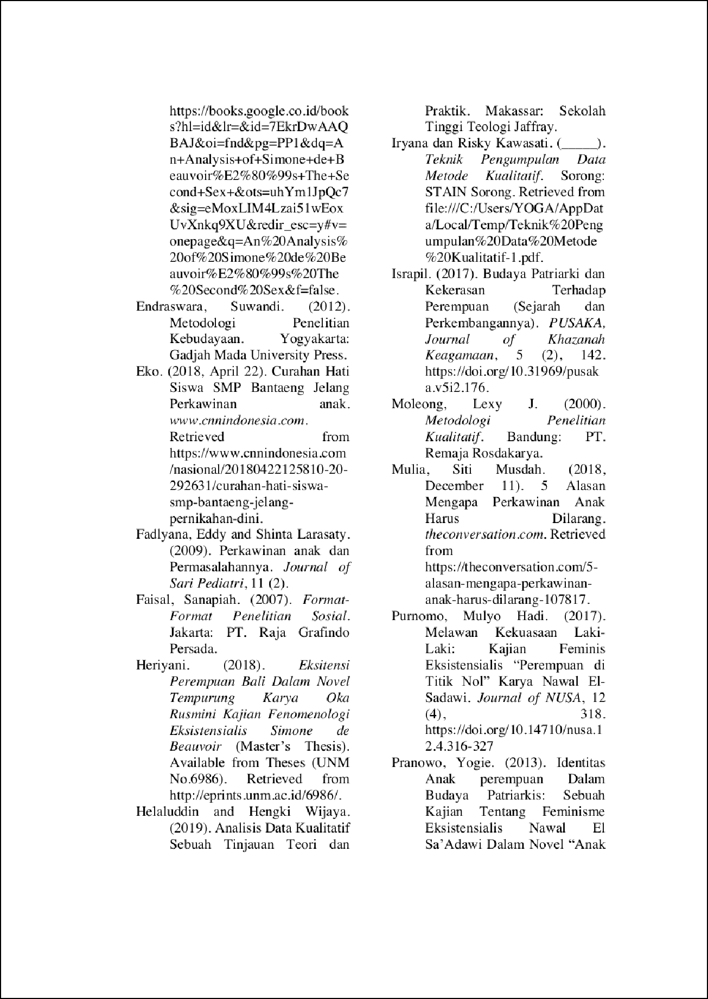 https://books.google.co.id/book
s?hl=id&lr=&id=7EkrDwAAQ
BAJ&oi=fnd&pg=PP1&dq=A
n+Analysis+of+Simone+de+B
eauvoir%E2%80%99s+The+Se
cond+Sex+&ots=uhYm1JpQc7
&sig=eMoxLIM4Lzai51wEox
UvXnkq9XU&redir_esc=y#v=
onepage&q=An%20Analysis%
20of%20Simone%20de%20Be
auvoir%E2%80%99s%20The
%20Second%20Sex&f=false.
Endraswara, Suwandi. (2012).
Metodologi Penelitian
Kebudayaan. Yogyakarta:
Gadjah Mada University Press.
Eko. (2018, April 22). Curahan Hati
Siswa SMP Bantaeng Jelang
Perkawinan anak.
www.cnnindonesia.com.
Retrieved from
https://www.cnnindonesia.com
/nasional/20180422125810-20-
292631/curahan-hati-siswa-
smp-bantaeng-jelang-
pernikahan-dini.
Fadlyana, Eddy and Shinta Larasaty.
(2009). Perkawinan anak dan
Permasalahannya. Journal of
Sari Pediatri, 11 (2).
Faisal, Sanapiah. (2007). Format-
Format Penelitian Sosial.
Jakarta: PT. Raja Grafindo
Persada.
Heriyani. (2018). Eksitensi
Perempuan Bali Dalam Novel
Tempurung Karya Oka
Rusmini Kajian Fenomenologi
Eksistensialis Simone de
Beauvoir (Master’s Thesis).
Available from Theses (UNM
No.6986). Retrieved from
http://eprints.unm.ac.id/6986/.
Helaluddin and Hengki Wijaya.
(2019). Analisis Data Kualitatif
Sebuah Tinjauan Teori dan
Praktik. Makassar: Sekolah
Tinggi Teologi Jaffray.
Iryana dan Risky Kawasati. (_____).
Teknik Pengumpulan Data
Metode Kualitatif. Sorong:
STAIN Sorong. Retrieved from
file:///C:/Users/YOGA/AppDat
a/Local/Temp/Teknik%20Peng
umpulan%20Data%20Metode
%20Kualitatif-1.pdf.
Israpil. (2017). Budaya Patriarki dan
Kekerasan Terhadap
Perempuan (Sejarah dan
Perkembangannya). PUSAKA,
Journal of Khazanah
Keagamaan, 5 (2), 142.
https://doi.org/10.31969/pusak
a.v5i2.176.
Moleong, Lexy J. (2000).
Metodologi Penelitian
Kualitatif. Bandung: PT.
Remaja Rosdakarya.
Mulia, Siti Musdah. (2018,
December 11). 5 Alasan
Mengapa Perkawinan Anak
Harus Dilarang.
theconversation.com. Retrieved
from
https://theconversation.com/5-
alasan-mengapa-perkawinan-
anak-harus-dilarang-107817.
Purnomo, Mulyo Hadi. (2017).
Melawan Kekuasaan Laki-
Laki: Kajian Feminis
Eksistensialis “Perempuan di
Titik Nol” Karya Nawal El-
Sadawi. Journal of NUSA, 12
(4), 318.
https://doi.org/10.14710/nusa.1
2.4.316-327
Pranowo, Yogie. (2013). Identitas
Anak perempuan Dalam
Budaya Patriarkis: Sebuah
Kajian Tentang Feminisme
Eksistensialis Nawal El
Sa’Adawi Dalam Novel “Anak